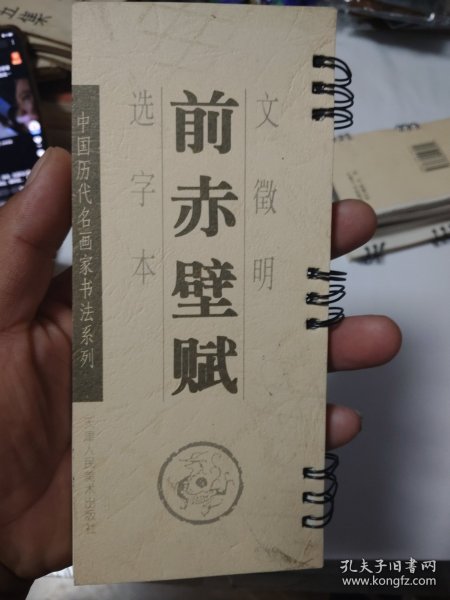 文徵明
前赤壁赋
选字本
中国历代名画家书法系列
天津人民美术出版社
孔夫子旧书网
www.kongfz.com